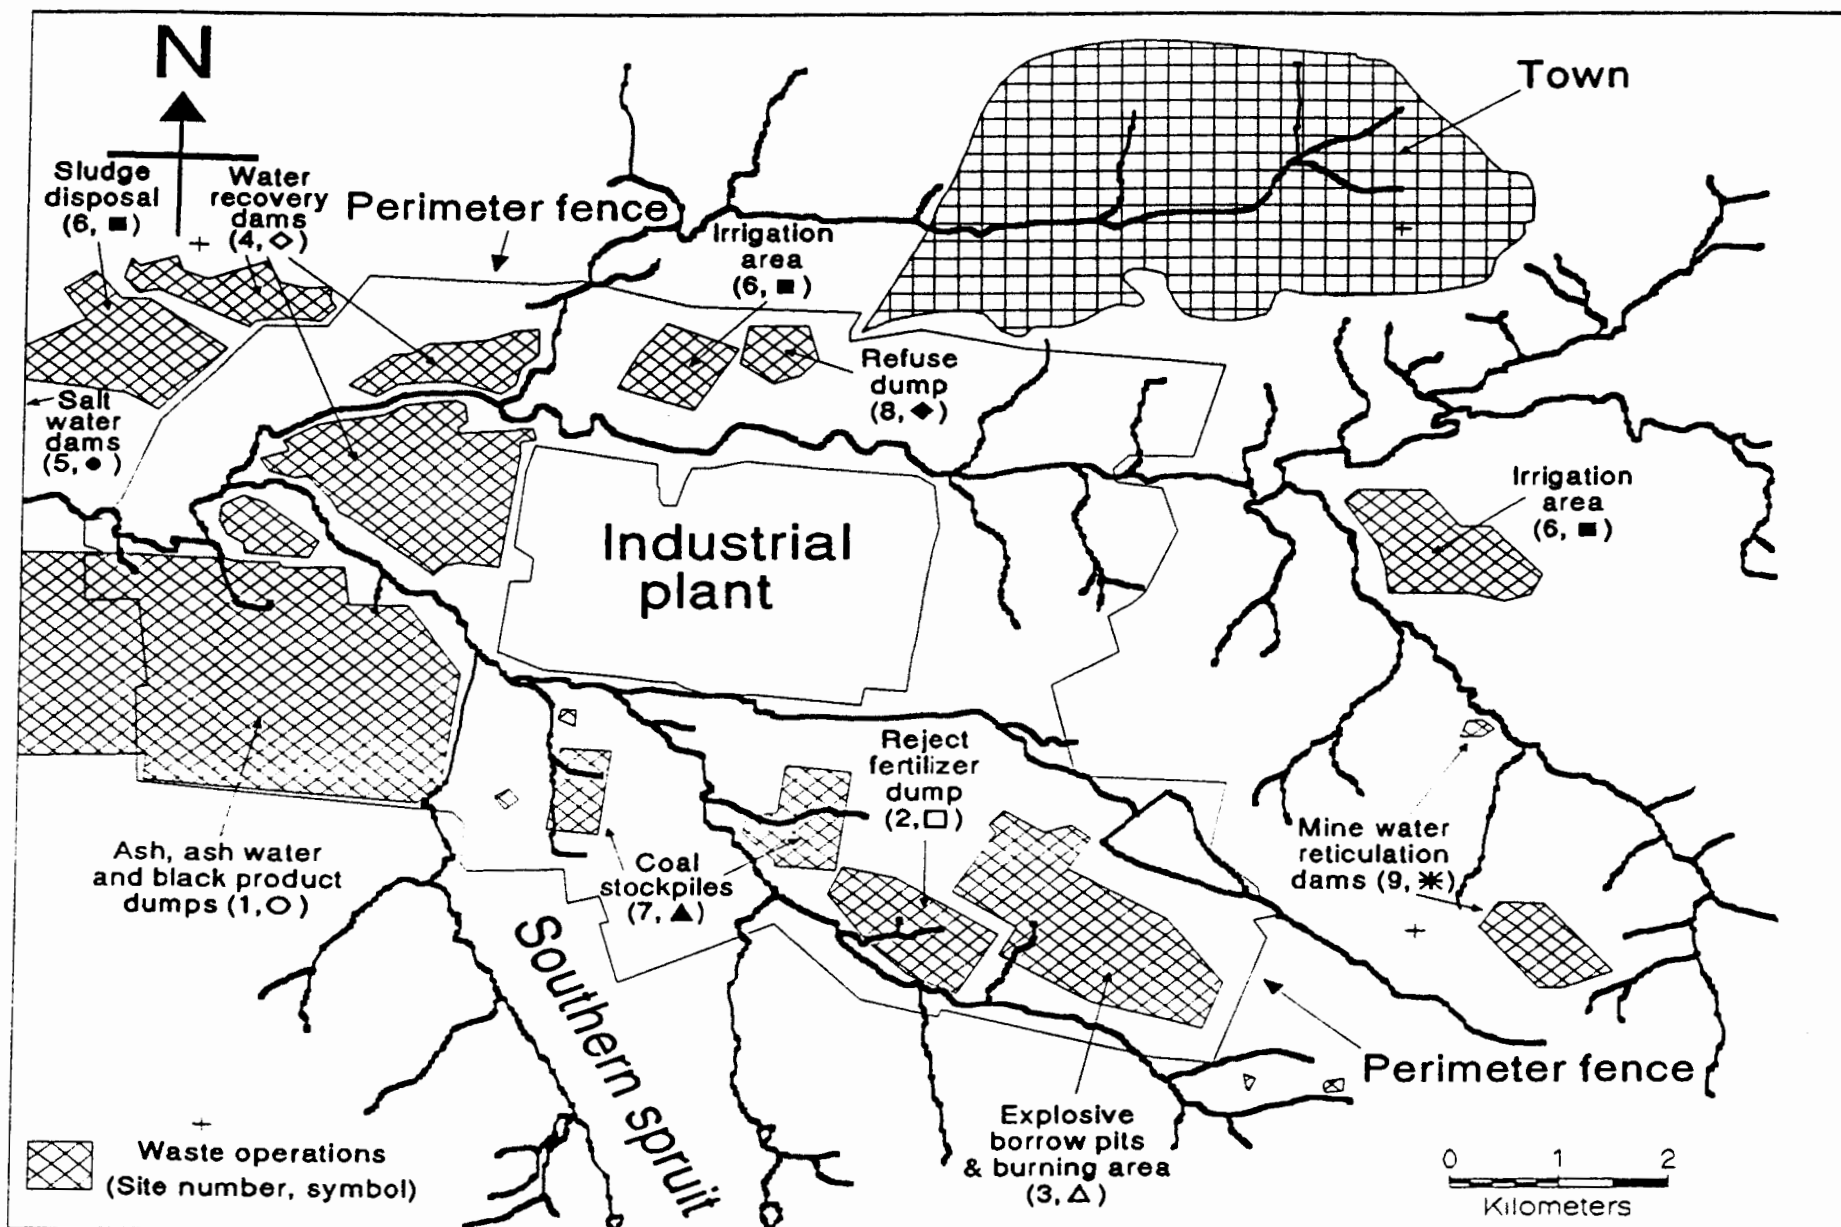 N
Town
Sludge
disposal
(6, ■)
Water
recovery
dams
(4, ◇)
Perimeter fence
Irrigation
area
(6, ■)
Refuse
dump
(8, ◆)
Salt
water
dams
(5, ●)
Irrigation
area
(6, ■)
Industrial
plant
Reject
fertilizer
dump
(2, □)
Mine water
reticulation
dams (9, ✳)
Ash, ash water
and black product
dumps (1, ○)
Coal
stockpiles
(7, ▲)
Southern spruit
Perimeter fence
Explosive
borrow pits
& burning area
(3, △)
Waste operations
(Site number, symbol)
0 1 2
Kilometers